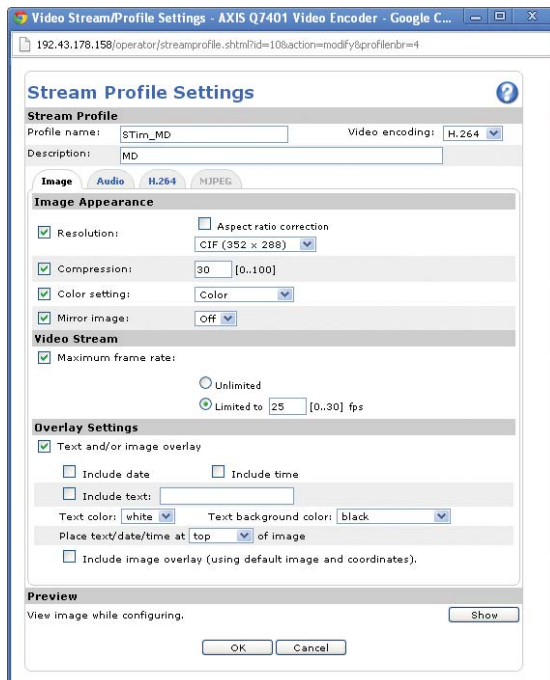 Video Stream/Profile Settings - AXIS Q7401 Video Encoder - Google C...
192.43.178.158/operator/streamprofile.shtml?id=10&action=modify&profilenbr=4
Stream Profile Settings
Stream Profile
Profile name: STim_MD Video encoding: H.264
Description: MD
Image Audio H.264 MJPEG
Image Appearance
Aspect ratio correction
Resolution:
CIF (352 x 288)
Compression: 30 [0..100]
Color setting: Color
Mirror image: Off
Video Stream
Maximum frame rate:
Unlimited
Limited to 25 [0..30] fps
Overlay Settings
Text and/or image overlay
Include date Include time
Include text:
Text color: white Text background color: black
Place text/date/time at top of image
Include image overlay (using default image and coordinates).
Preview
View image while configuring. Show
OK Cancel